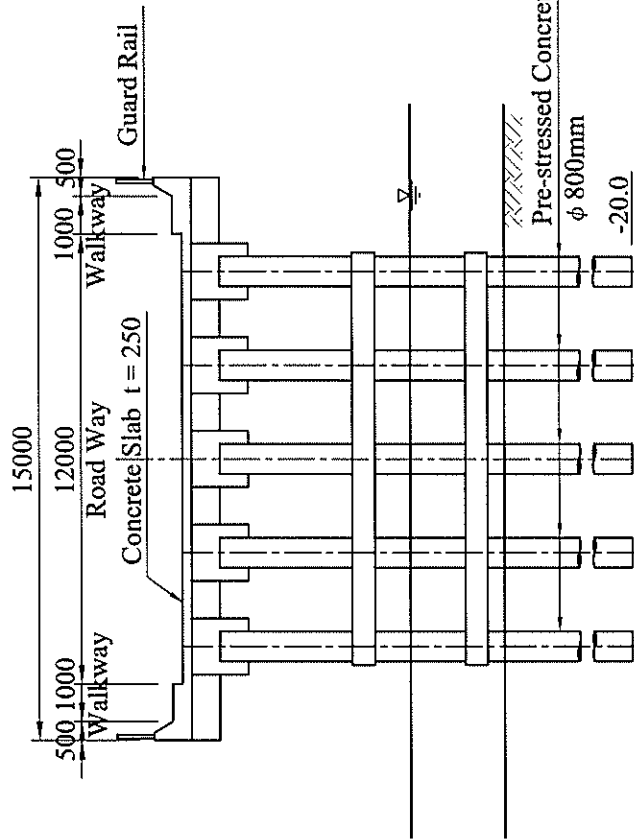 15000
500 1000 12000 1000 500
Walkway Road Way Walkway
Guard Rail
Concrete Slab t = 250
Pre-stressed Concre
ϕ 800mm
-20.0